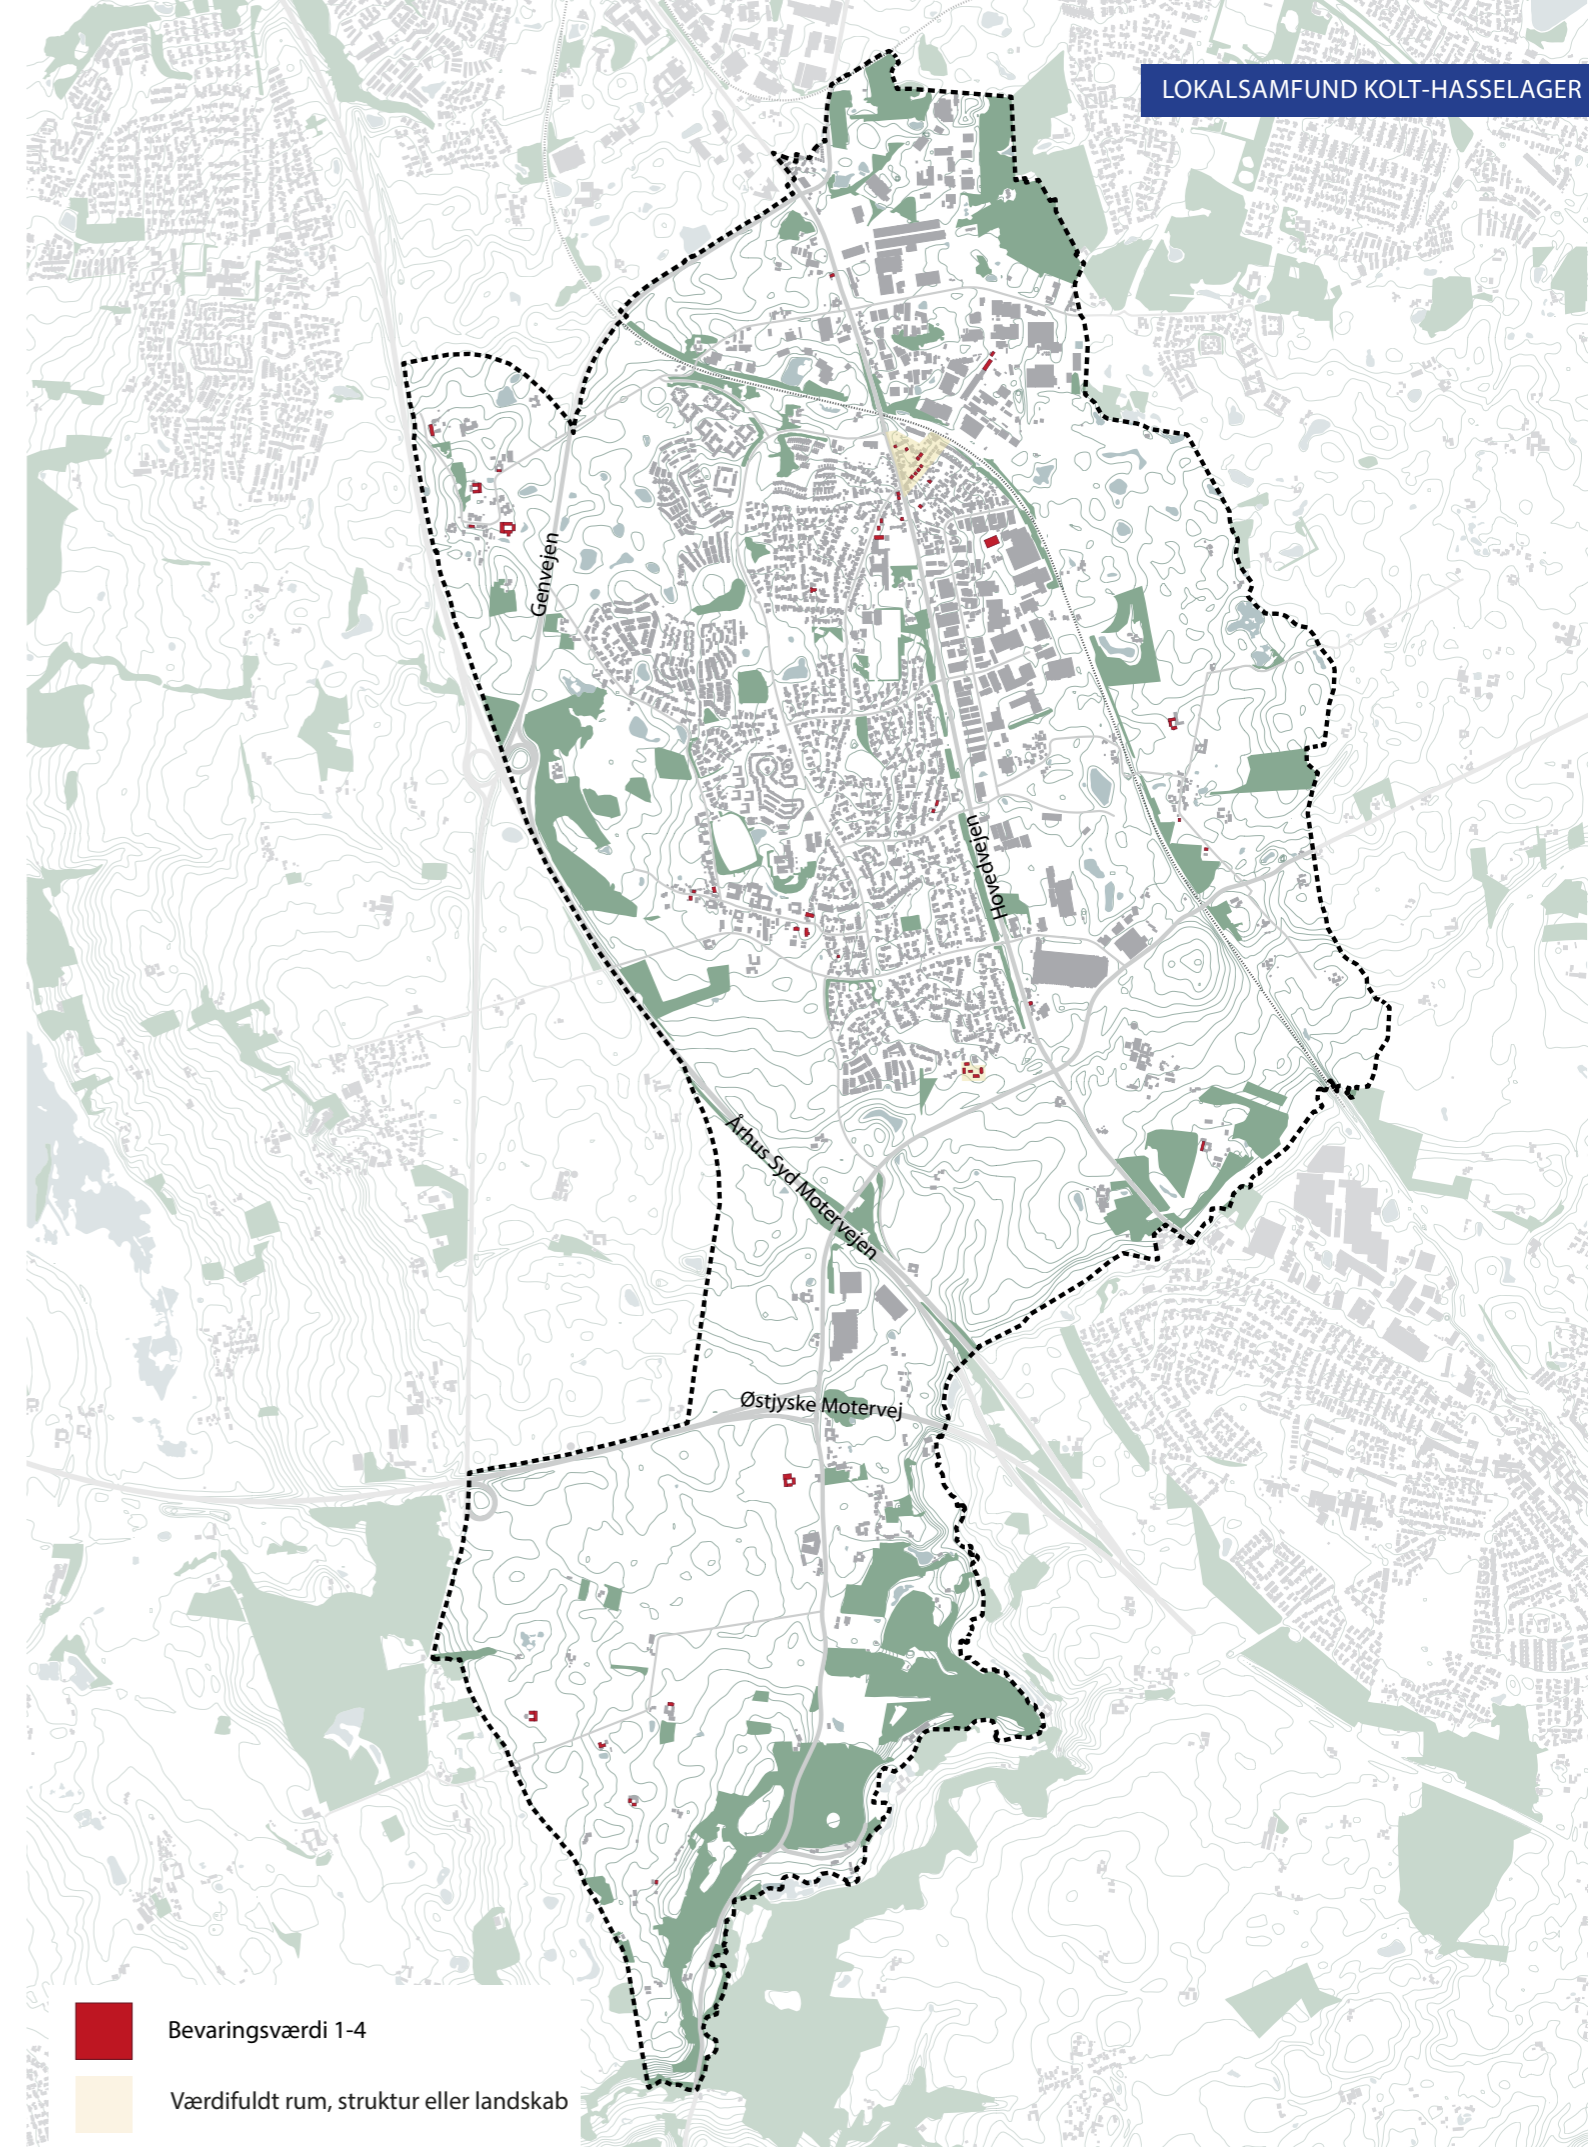 LOKALSAMFUND KOLT-HASSELAGER
Genvejen
Hovedvejen
Århus Syd Motervejen
Østjyske Motervej
Bevaringsværdi 1-4
Værdifuldt rum, struktur eller landskab